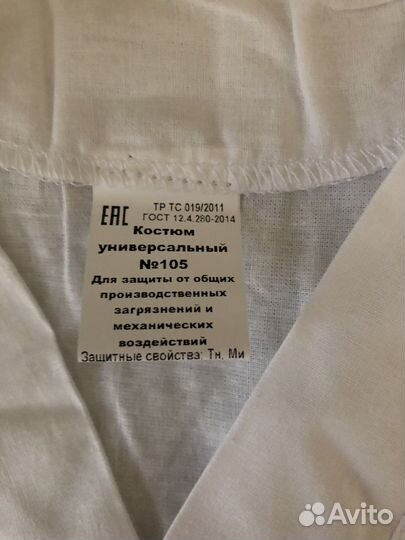 EAC ТР ТС 019/2011
ГОСТ 12.4.280-2014
Костюм
универсальный
№105
Для защиты от общих
производственных
загрязнений и
механических
воздействий
Защитные свойства: Тн, Ми
Avito